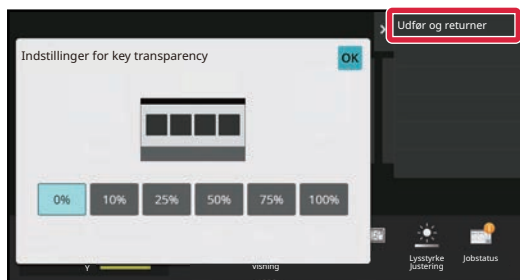 Udfør og returner
Indstillinger for key transparency
OK
0% 10% 25% 50% 75% 100%
Lysstyrke
Justering
Jobstatus
Y
visning